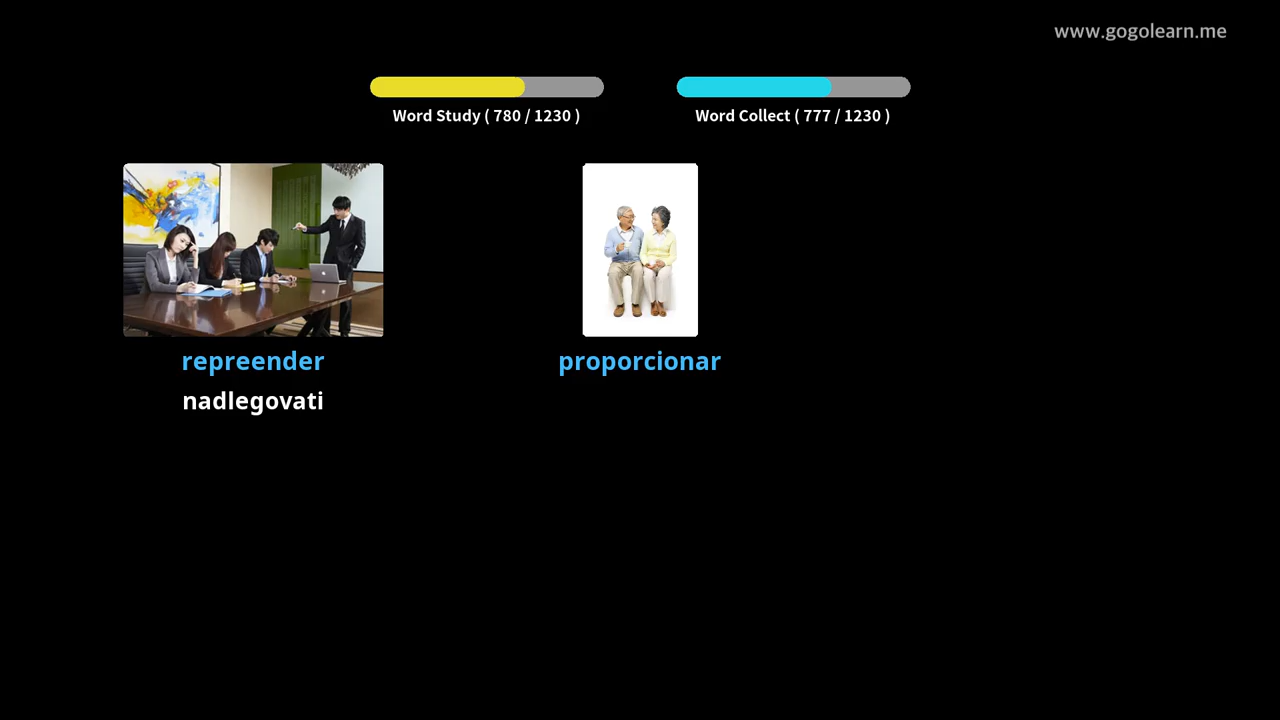 www.gogolearn.me
Word Study ( 780 / 1230 )
Word Collect ( 777 / 1230 )
repreender
nadlegovati
proporcionar